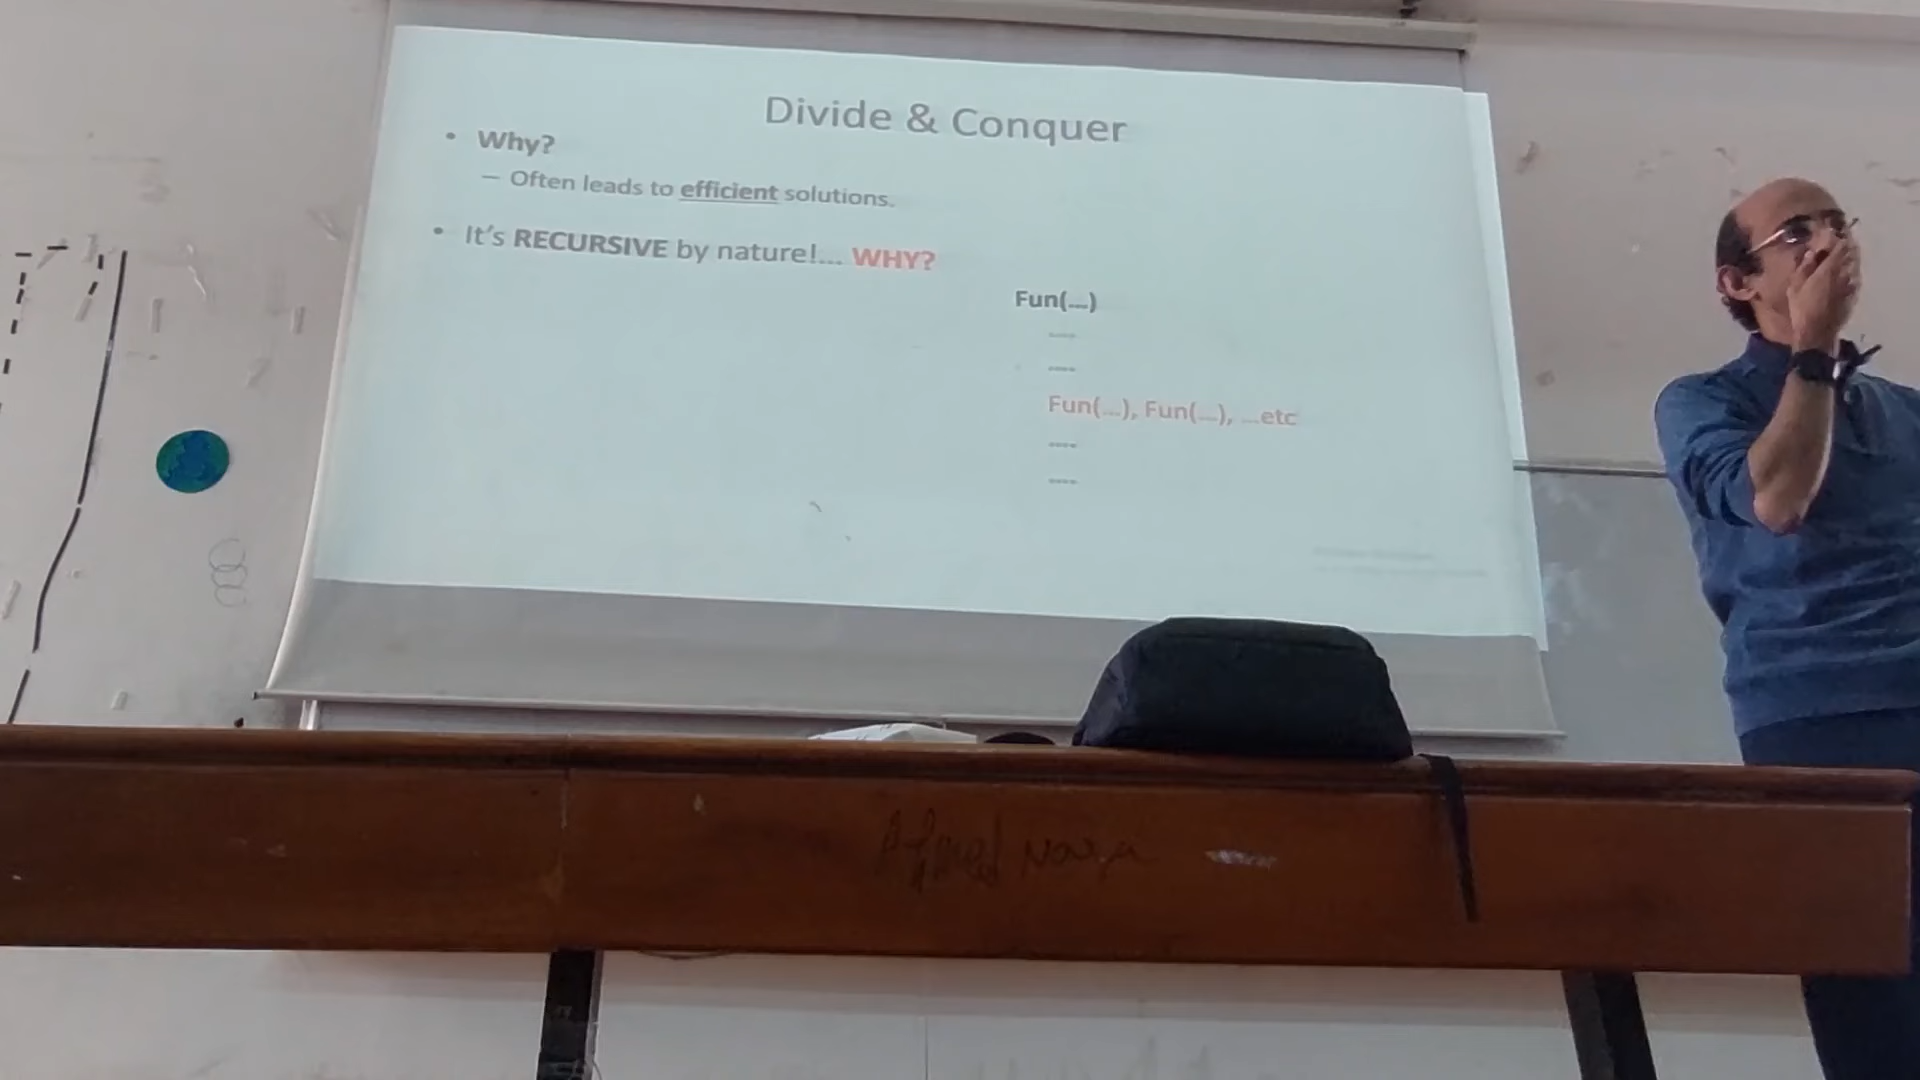 Divide & Conquer
• Why?
– Often leads to efficient solutions.
• It's RECURSIVE by nature!... WHY?
Fun(...)
----
----
Fun(...), Fun(...), ...etc
----
----